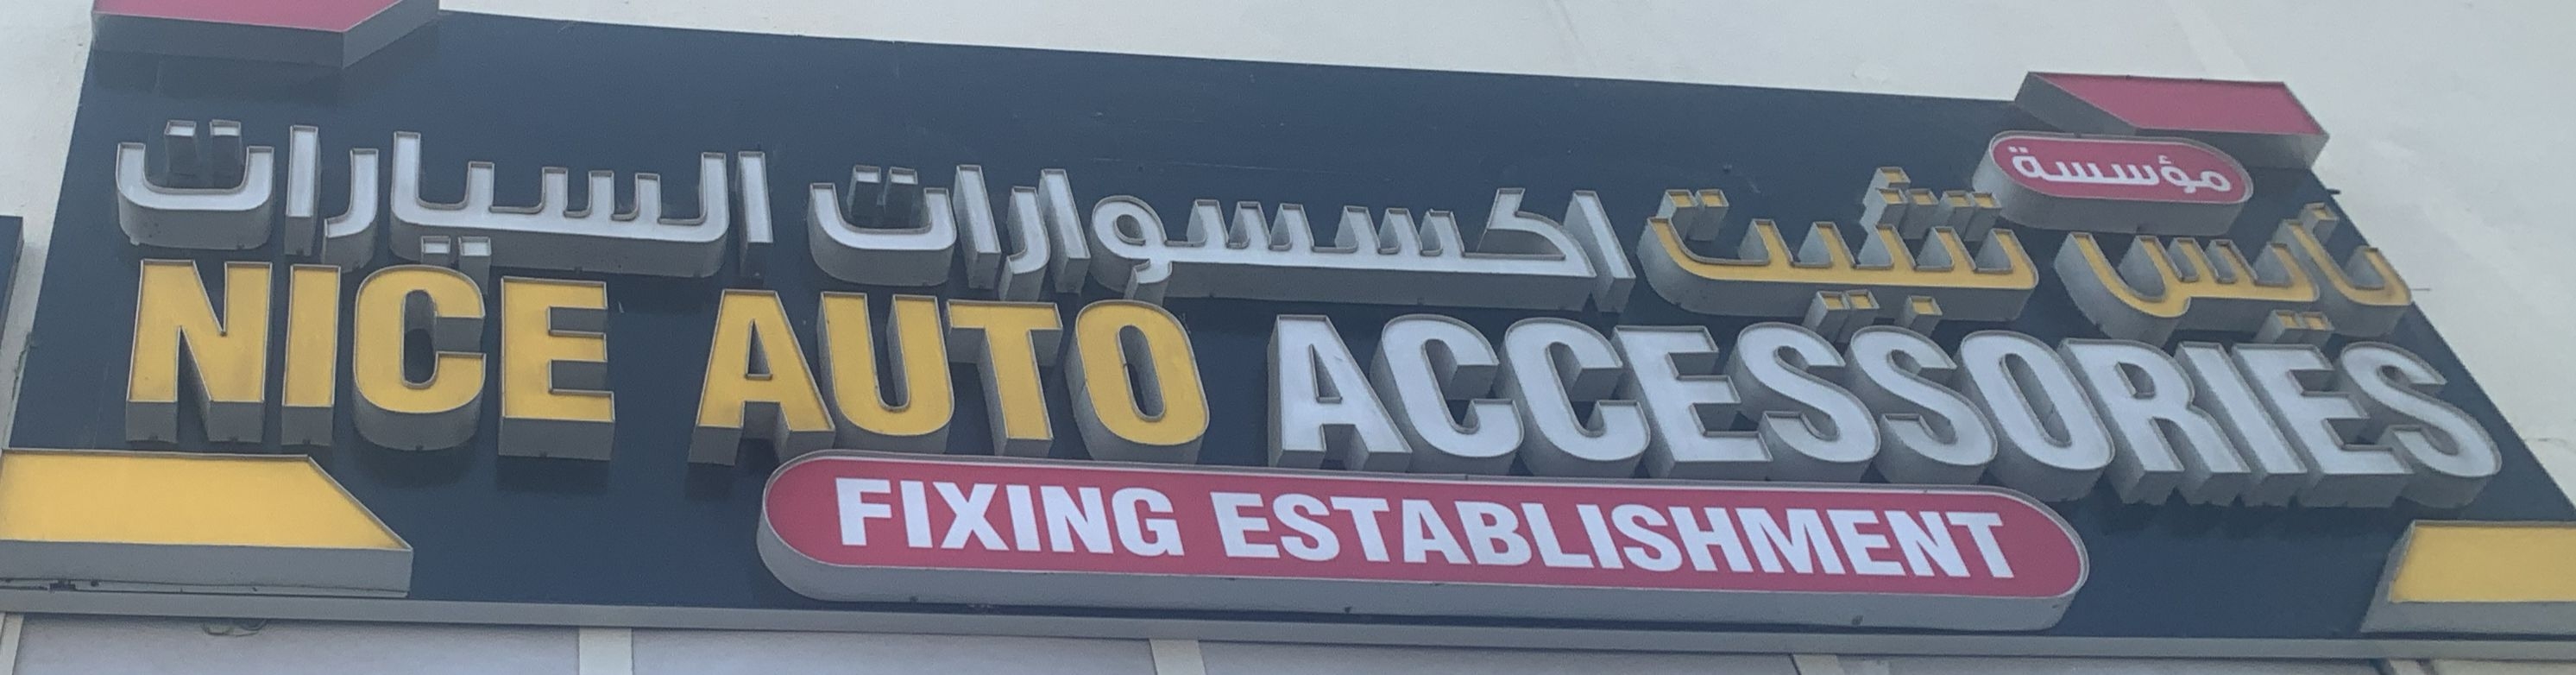 مؤسسة
نايس تثبيت اكسسوارات السيارات
NICE AUTO ACCESSORIES
FIXING ESTABLISHMENT